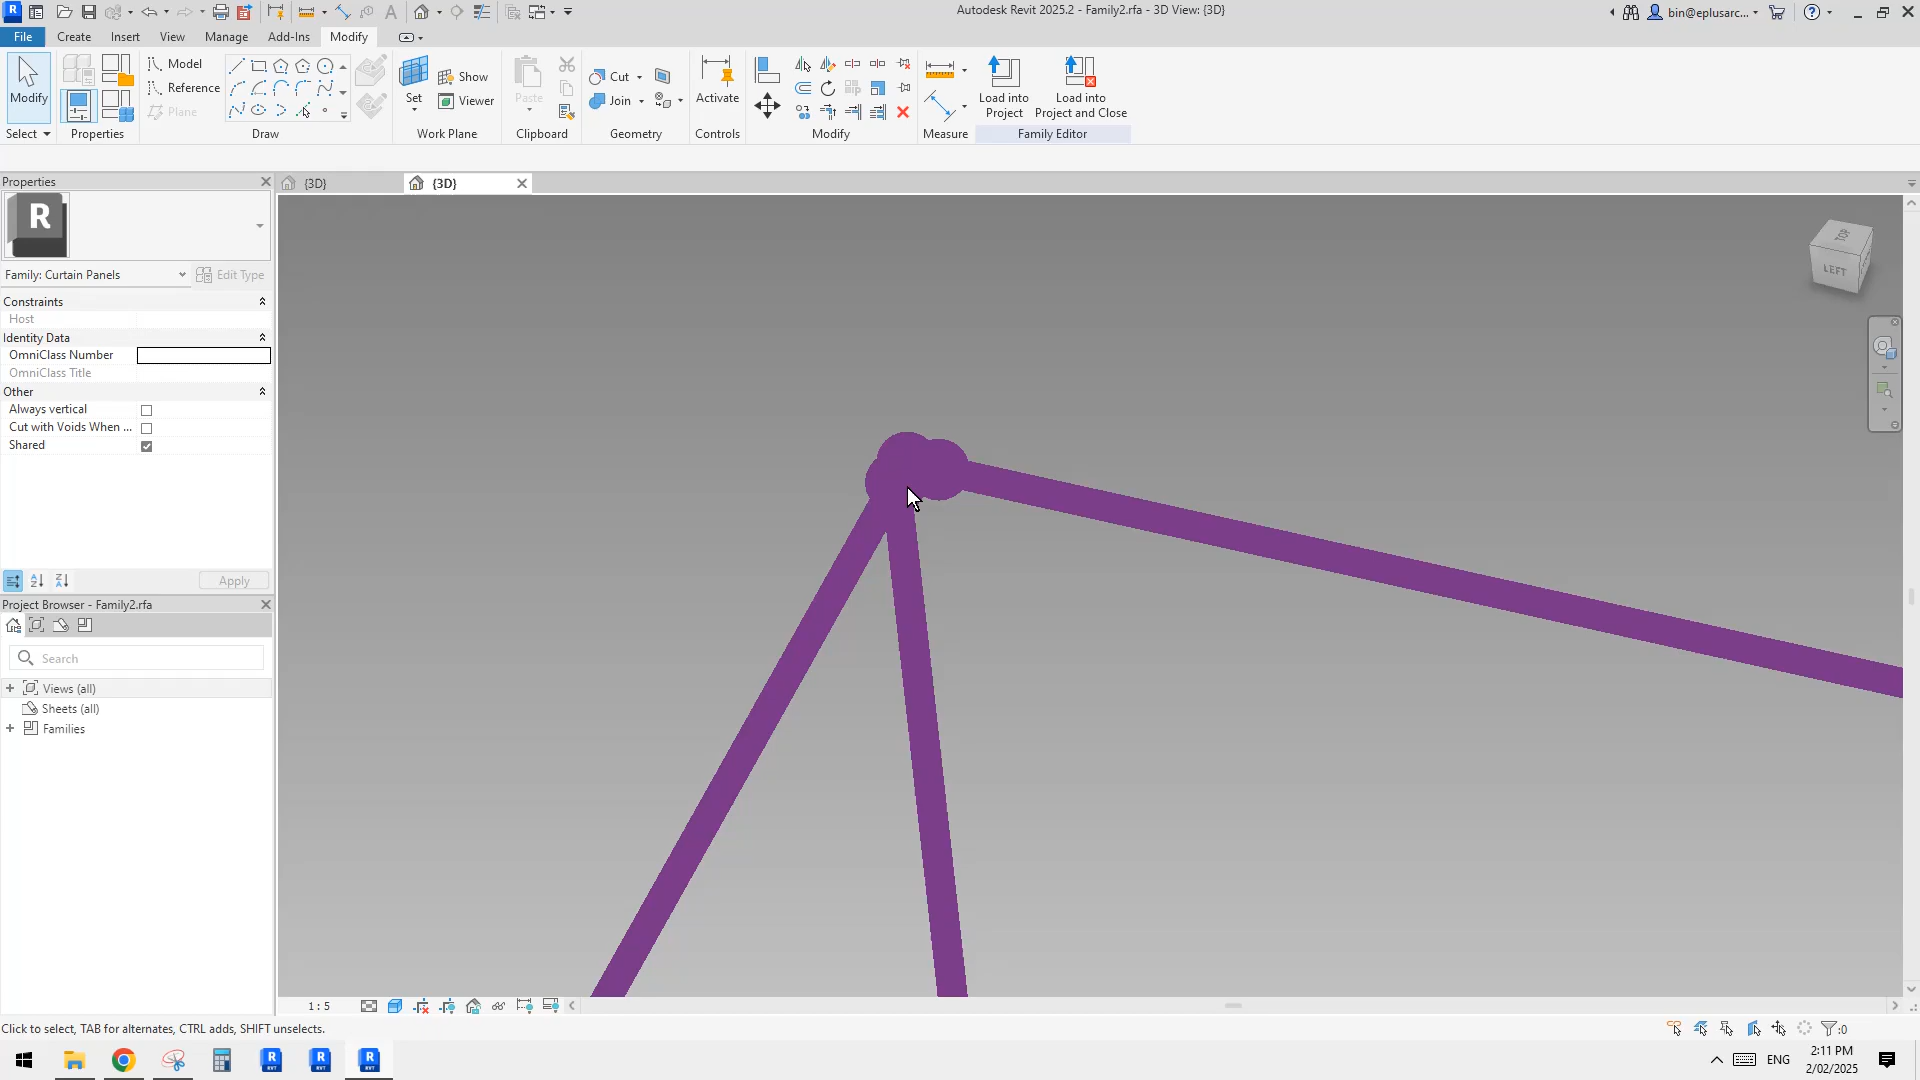 Autodesk Revit 2025.2 - Family2.rfa - 3D View: {3D}
bin@eplusarc...
File Create Insert View Manage Add-Ins Modify
Modify
Select
Properties
Model
Reference
Plane
Draw
Set
Show
Viewer
Work Plane
Paste
Clipboard
Cut
Join
Geometry
Activate
Controls
Modify
Measure
Load into
Project
Load into
Project and Close
Family Editor
Properties
{3D}
{3D}
R
Family: Curtain Panels
Edit Type
Constraints
Host
Identity Data
OmniClass Number
OmniClass Title
Other
Always vertical
Cut with Voids When ...
Shared
Apply
Project Browser - Family2.rfa
Search
Views (all)
Sheets (all)
Families
TOP
LEFT
1 : 5
Click to select, TAB for alternates, CTRL adds, SHIFT unselects.
:0
ENG
2:11 PM
2/02/2025